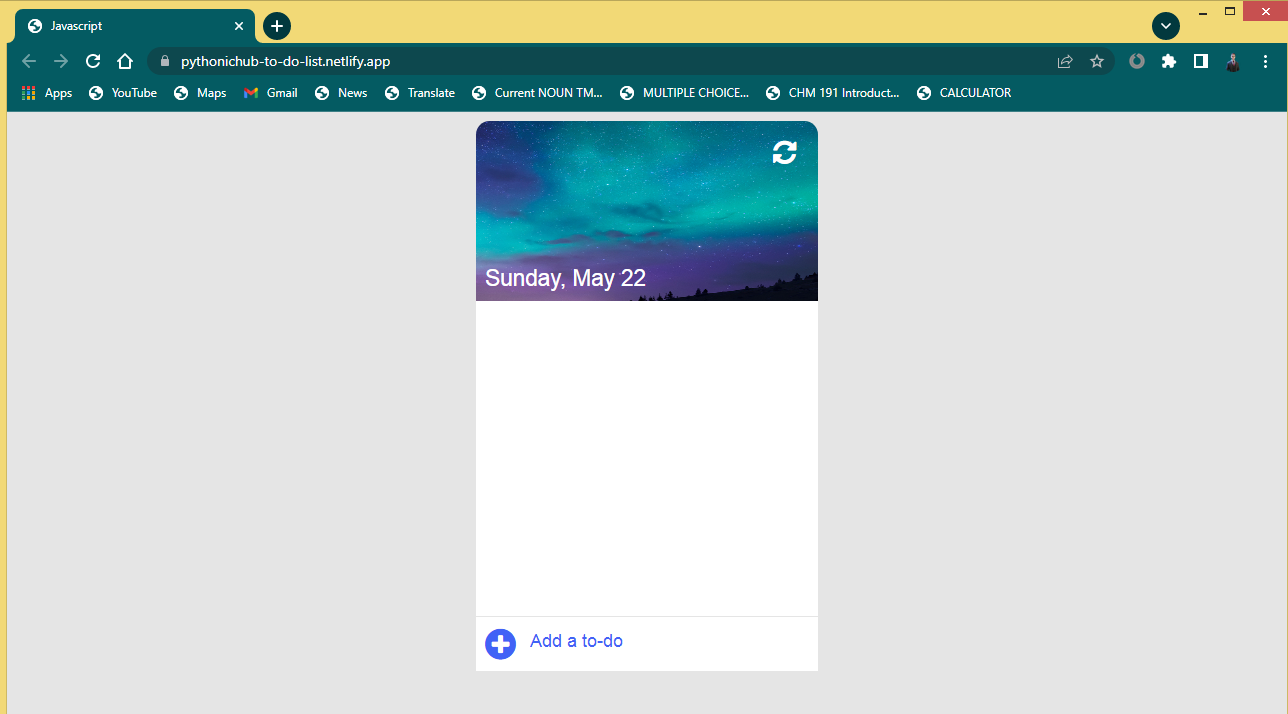 Javascript
pythonichub-to-do-list.netlify.app
Apps YouTube Maps Gmail News Translate Current NOUN TM... MULTIPLE CHOICE... CHM 191 Introduct... CALCULATOR
Sunday, May 22
Add a to-do